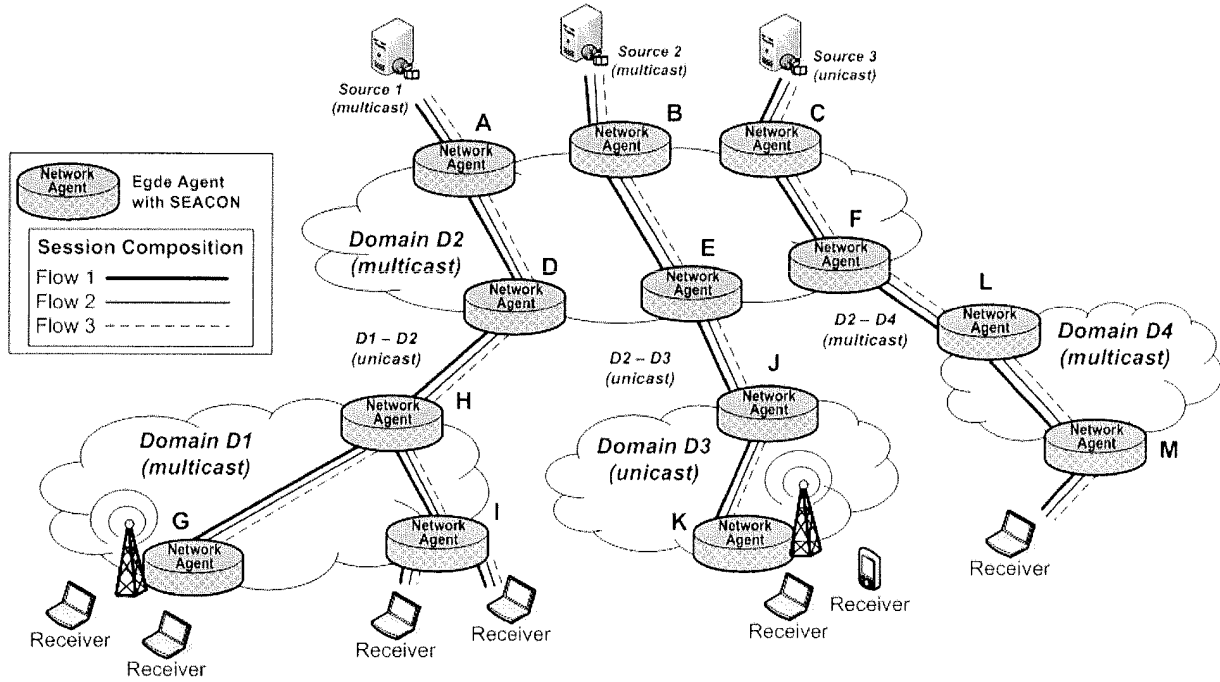 Source 1
(multicast)
Source 2
(multicast)
Source 3
(unicast)
A
Network
Agent
B
Network
Agent
C
Network
Agent
Network
Agent
Egde Agent
with SEACON
Session Composition
Flow 1
Flow 2
Flow 3
Domain D2
(multicast)
D
Network
Agent
E
Network
Agent
F
Network
Agent
L
Network
Agent
Domain D4
(multicast)
D1 – D2
(unicast)
D2 – D3
(unicast)
D2 – D4
(multicast)
H
Network
Agent
J
Network
Agent
M
Network
Agent
Domain D1
(multicast)
Domain D3
(unicast)
G
Network
Agent
I
Network
Agent
K
Network
Agent
Receiver
Receiver
Receiver
Receiver
Receiver
Receiver
Receiver